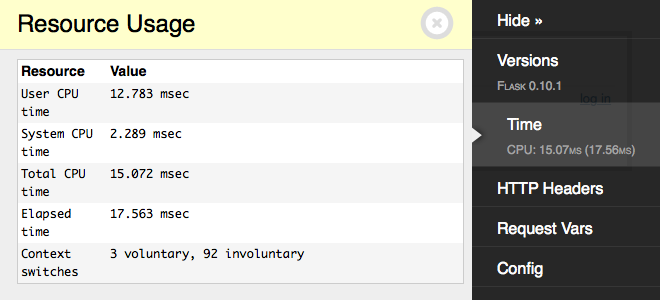 Resource Usage
Resource Value
User CPU 12.783 msec
time
System CPU 2.289 msec
time
Total CPU 15.072 msec
time
Elapsed 17.563 msec
time
Context 3 voluntary, 92 involuntary
switches
Hide »
Versions
Flask 0.10.1
log in
Time
CPU: 15.07ms (17.56ms)
HTTP Headers
Request Vars
Config